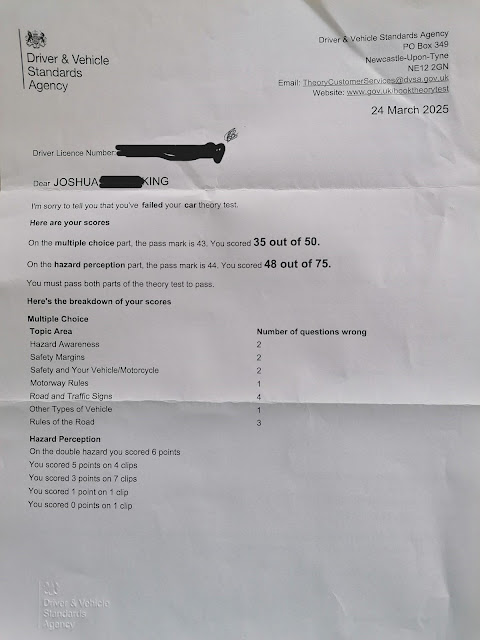 Driver & Vehicle
Standards
Agency
Driver & Vehicle Standards Agency
PO Box 349
Newcastle-Upon-Tyne
NE12 2GN
Email: TheoryCustomerServices@dvsa.gov.uk
Website: www.gov.uk/booktheorytest
24 March 2025
Driver Licence Number:
Dear JOSHUA KING
I'm sorry to tell you that you've failed your car theory test.
Here are your scores
On the multiple choice part, the pass mark is 43. You scored 35 out of 50.
On the hazard perception part, the pass mark is 44. You scored 48 out of 75.
You must pass both parts of the theory test to pass.
Here's the breakdown of your scores
Multiple Choice
Topic Area Number of questions wrong
Hazard Awareness 2
Safety Margins 2
Safety and Your Vehicle/Motorcycle 2
Motorway Rules 1
Road and Traffic Signs 4
Other Types of Vehicle 1
Rules of the Road 3
Hazard Perception
On the double hazard you scored 6 points
You scored 5 points on 4 clips
You scored 3 points on 7 clips
You scored 1 point on 1 clip
You scored 0 points on 1 clip
Driver & Vehicle
Standards
Agency